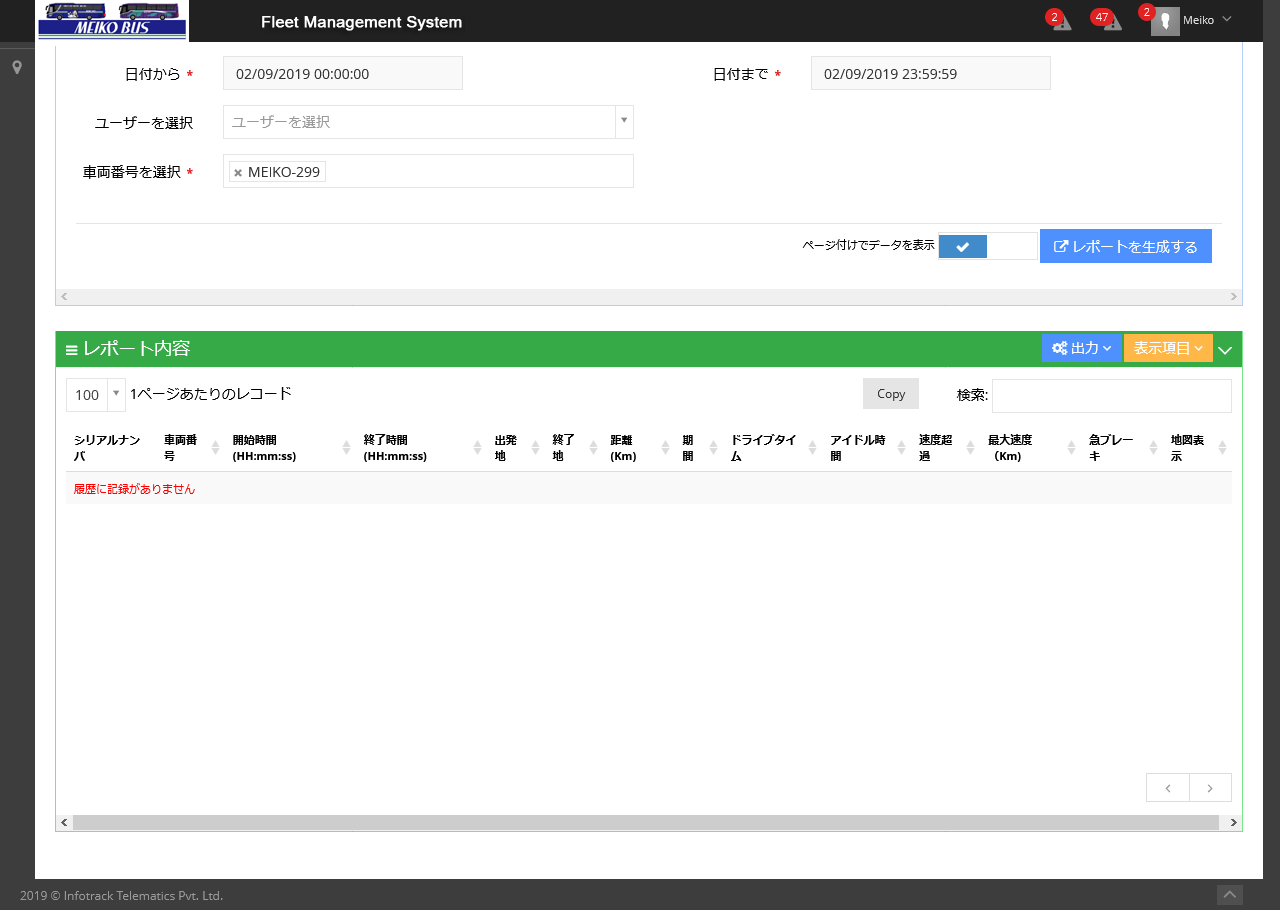 MEIKO BUS
Fleet Management System
2
47
2
Meiko
日付から *
02/09/2019 00:00:00
日付まで *
02/09/2019 23:59:59
ユーザーを選択
ユーザーを選択
車両番号を選択 *
MEIKO-299
ページ付けでデータを表示
レポートを生成する
レポート内容
出力
表示項目
100
1ページあたりのレコード
Copy
検索:
シリアルナンバ
車両番号
開始時間
(HH:mm:ss)
終了時間
(HH:mm:ss)
出発地
終了地
距離
(Km)
期間
ドライブタイム
アイドル時間
速度超過
最大速度
(Km)
急ブレーキ
地図表示
履歴に記録がありません
2019 © Infotrack Telematics Pvt. Ltd.